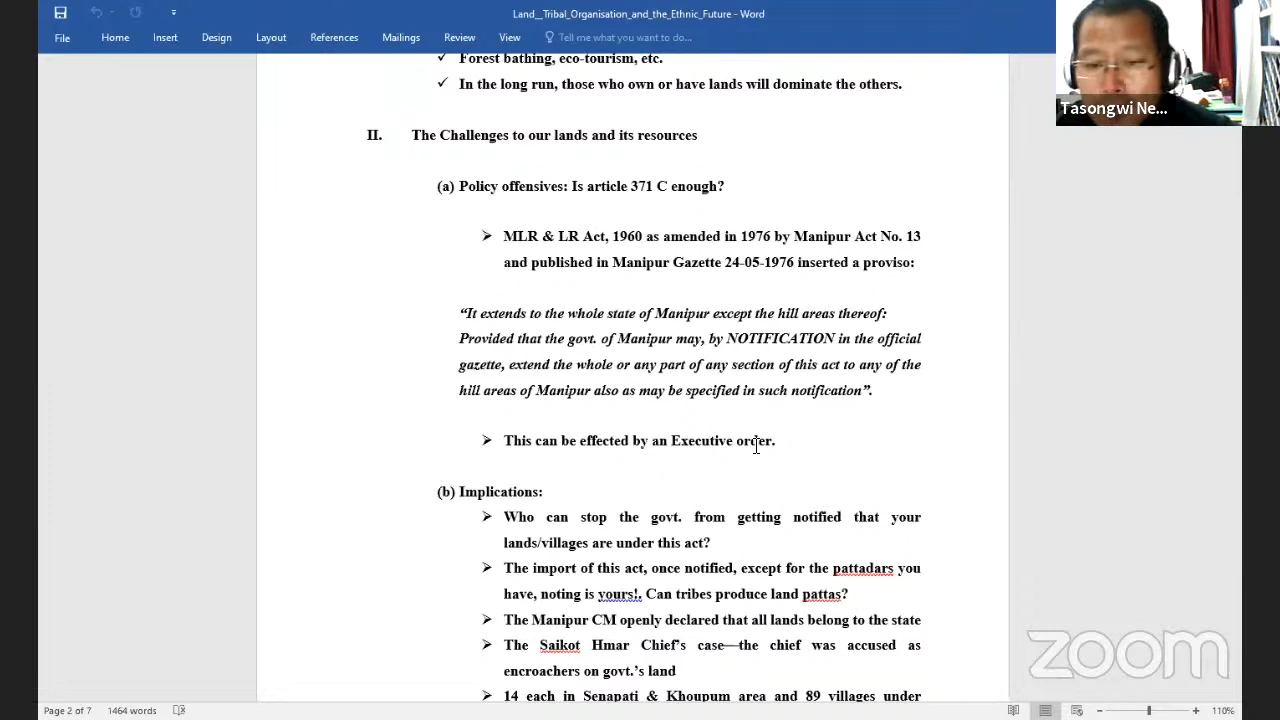 Land__Tribal_Organisation_and_the_Ethnic_Future - Word
File Home Insert Design Layout References Mailings Review View Tell me what you want to do...
Tasongwi Ne...
✓ Forest bathing, eco-tourism, etc.
✓ In the long run, those who own or have lands will dominate the others.
II. The Challenges to our lands and its resources
(a) Policy offensives: Is article 371 C enough?
➢ MLR & LR Act, 1960 as amended in 1976 by Manipur Act No. 13
and published in Manipur Gazette 24-05-1976 inserted a proviso:
“It extends to the whole state of Manipur except the hill areas thereof:
Provided that the govt. of Manipur may, by NOTIFICATION in the official
gazette, extend the whole or any part of any section of this act to any of the
hill areas of Manipur also as may be specified in such notification”.
➢ This can be effected by an Executive order.
(b) Implications:
➢ Who can stop the govt. from getting notified that your
lands/villages are under this act?
➢ The import of this act, once notified, except for the pattadars you
have, noting is yours!. Can tribes produce land pattas?
➢ The Manipur CM openly declared that all lands belong to the state
➢ The Saikot Hmar Chief’s case—the chief was accused as
encroachers on govt.’s land
➢ 14 each in Senapati & Khoupum area and 89 villages under
zoom
Page 2 of 7 1464 words
110%